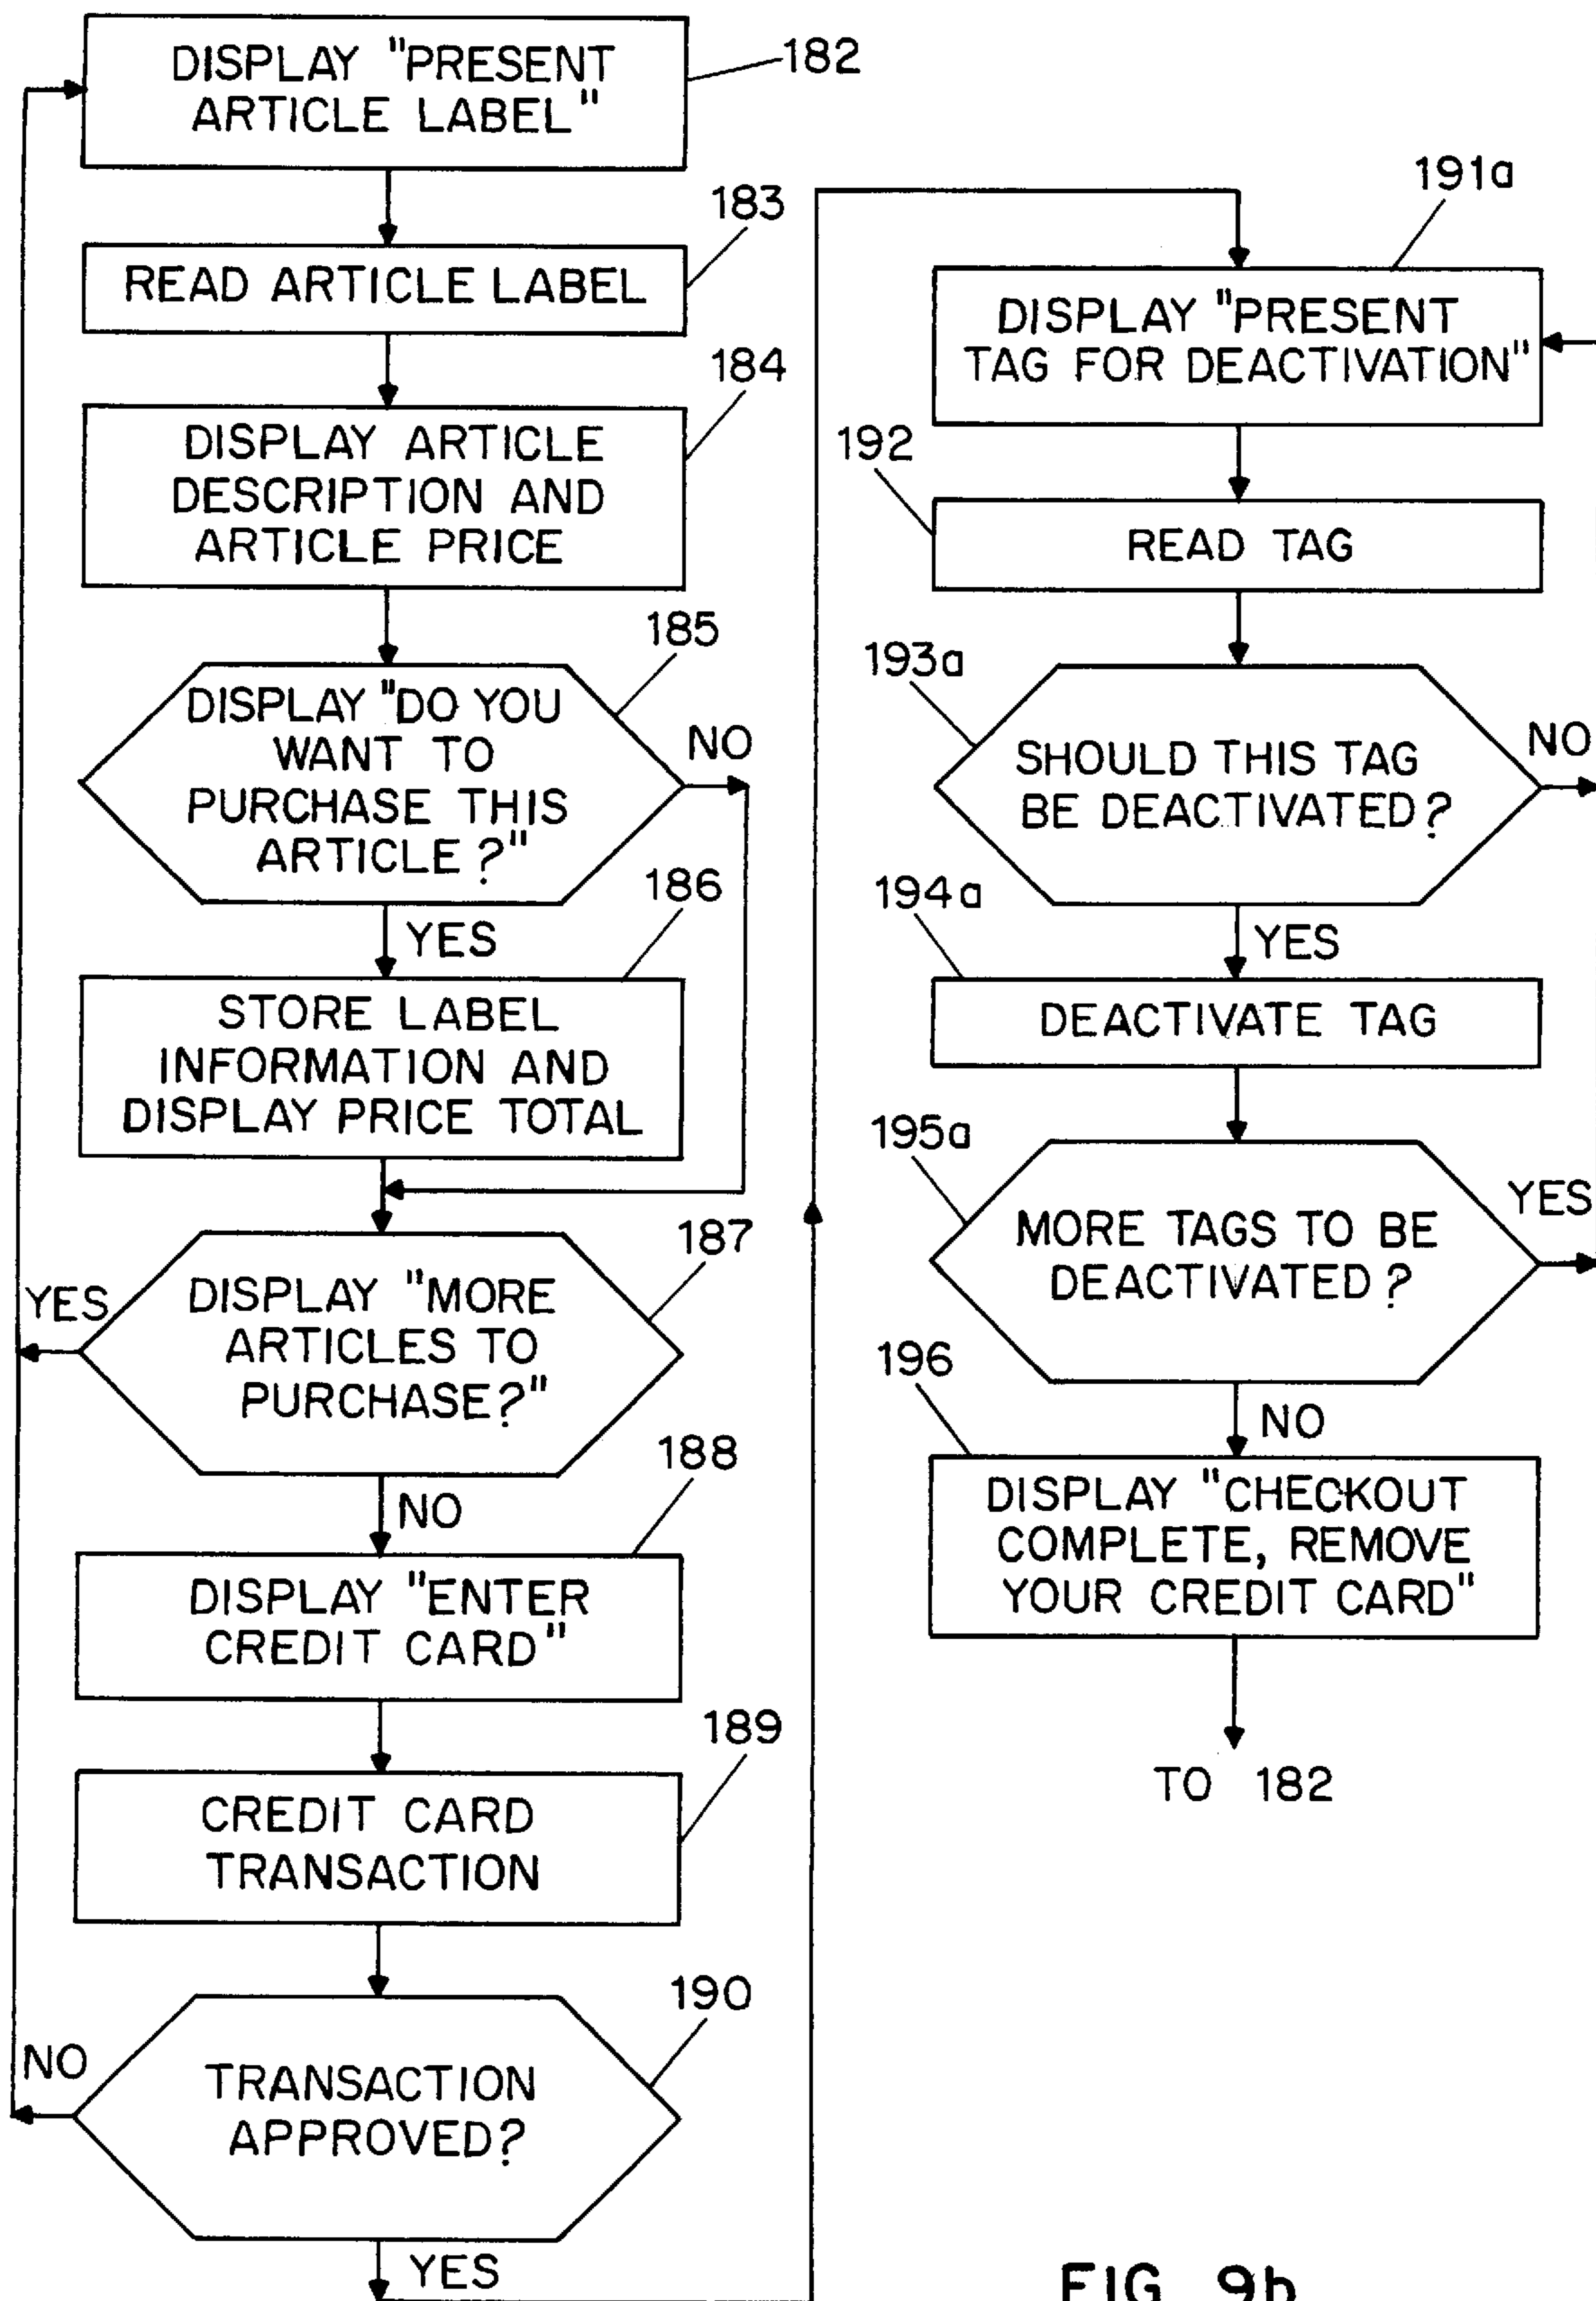 DISPLAY "PRESENT
ARTICLE LABEL"
182
183
READ ARTICLE LABEL
184
DISPLAY ARTICLE
DESCRIPTION AND
ARTICLE PRICE
185
DISPLAY "DO YOU
WANT TO
PURCHASE THIS
ARTICLE?"
NO
YES
186
STORE LABEL
INFORMATION AND
DISPLAY PRICE TOTAL
187
DISPLAY "MORE
ARTICLES TO
PURCHASE?"
YES
NO
188
DISPLAY "ENTER
CREDIT CARD"
189
CREDIT CARD
TRANSACTION
190
TRANSACTION
APPROVED?
NO
YES
191a
DISPLAY "PRESENT
TAG FOR DEACTIVATION"
192
READ TAG
193a
SHOULD THIS TAG
BE DEACTIVATED?
NO
YES
194a
DEACTIVATE TAG
195a
MORE TAGS TO BE
DEACTIVATED?
YES
NO
196
DISPLAY "CHECKOUT
COMPLETE, REMOVE
YOUR CREDIT CARD"
TO 182
FIG. 9b